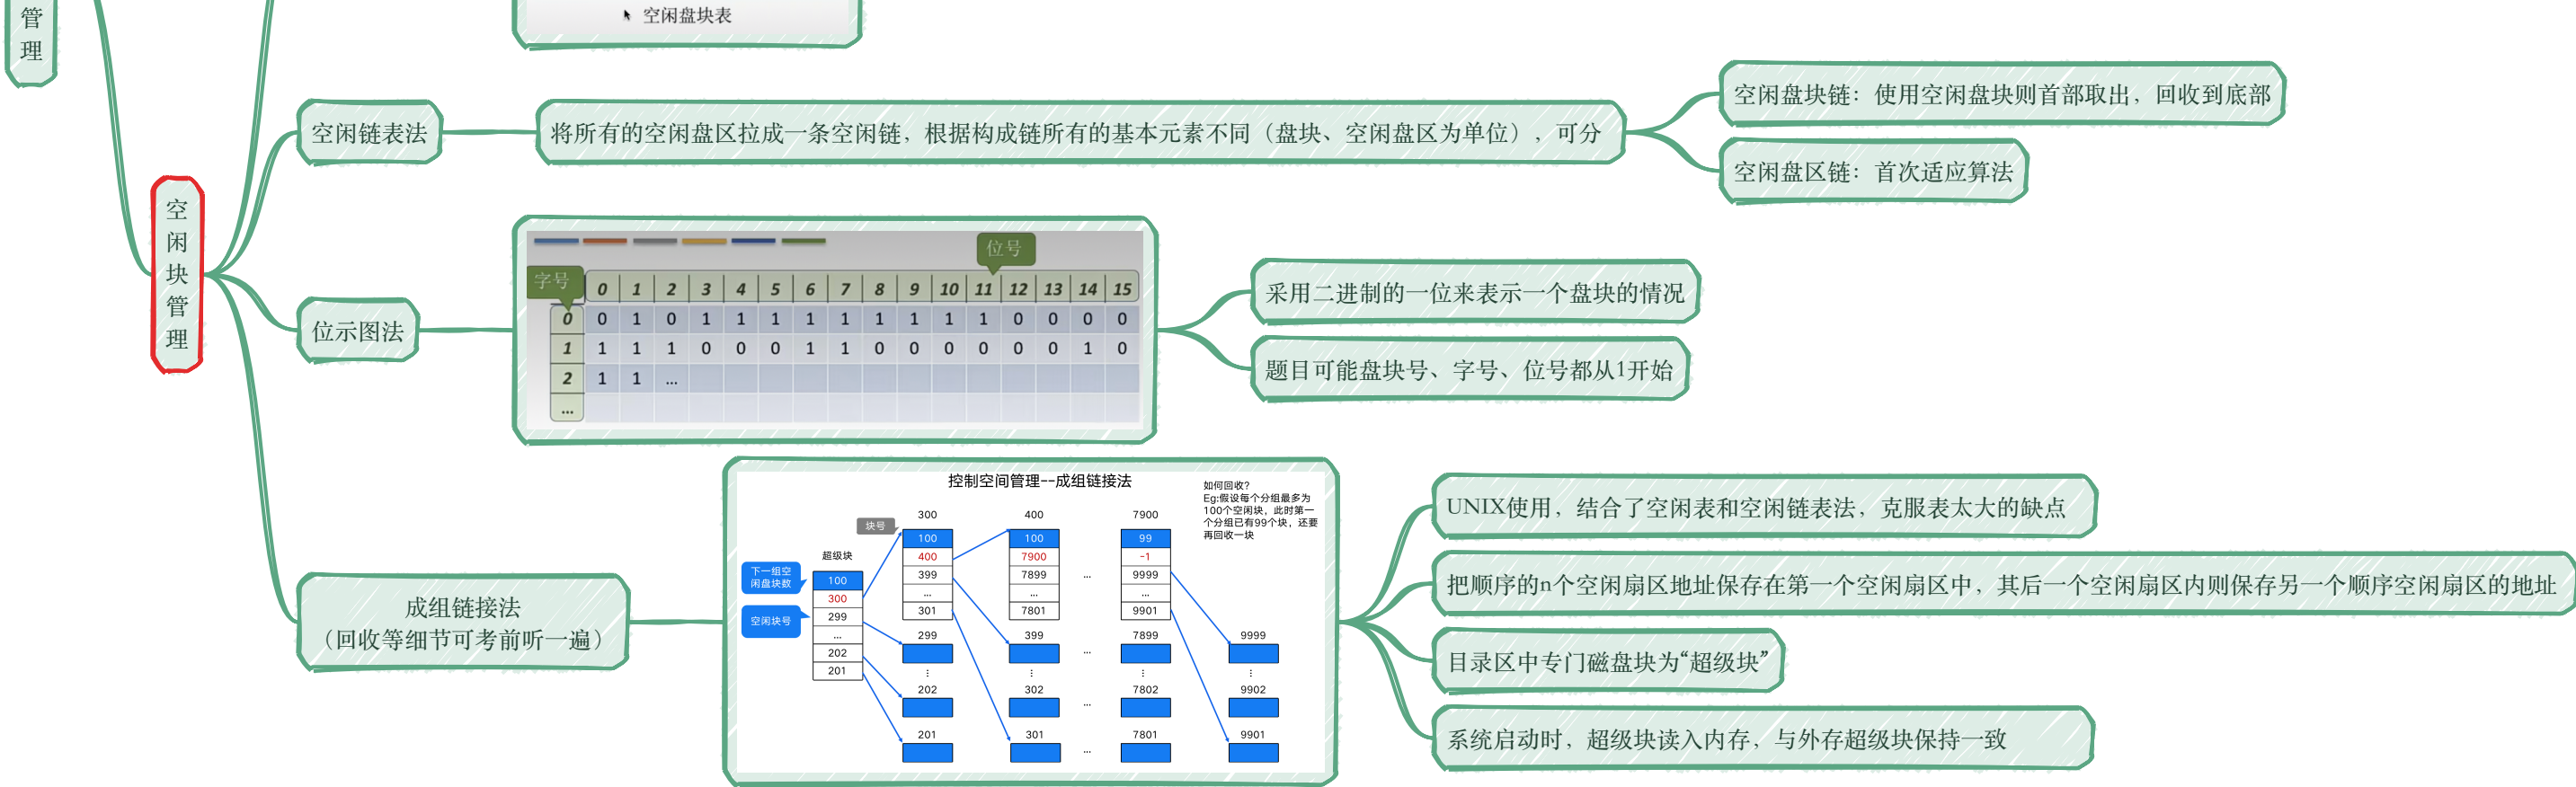 管
理
空闲盘块表
空
闲
块
管
理
空闲链表法
将所有的空闲盘区拉成一条空闲链，根据构成链所有的基本元素不同（盘块、空闲盘区为单位），可分
空闲盘块链：使用空闲盘块则首部取出，回收到底部
空闲盘区链：首次适应算法
位示图法
位号
字号
0 1 2 3 4 5 6 7 8 9 10 11 12 13 14 15
0 0 1 0 1 1 1 1 1 1 1 1 1 0 0 0 0
1 1 1 1 0 0 0 1 1 0 0 0 0 0 0 1 0
2 1 1 ...
...
采用二进制的一位来表示一个盘块的情况
题目可能盘块号、字号、位号都从1开始
成组链接法
（回收等细节可考前听一遍）
控制空间管理--成组链接法
如何回收？
Eg:假设每个分组最多为
100个空闲块，此时第一
个分组已有99个块，还要
再回收一块
块号
300 400 7900
100 100 99
400 7900 -1
399 7899 ... 9999
... ... ...
301 7801 9901
超级块
下一组空
闲盘块数
空闲块号
100
300
299
...
202
201
299 399 7899 9999
...
⋮ ⋮ ⋮ ⋮
202 302 7802 9902
...
201 301 7801 9901
...
UNIX使用，结合了空闲表和空闲链表法，克服表太大的缺点
把顺序的n个空闲扇区地址保存在第一个空闲扇区中，其后一个空闲扇区内则保存另一个顺序空闲扇区的地址
目录区中专门磁盘块为“超级块”
系统启动时，超级块读入内存，与外存超级块保持一致